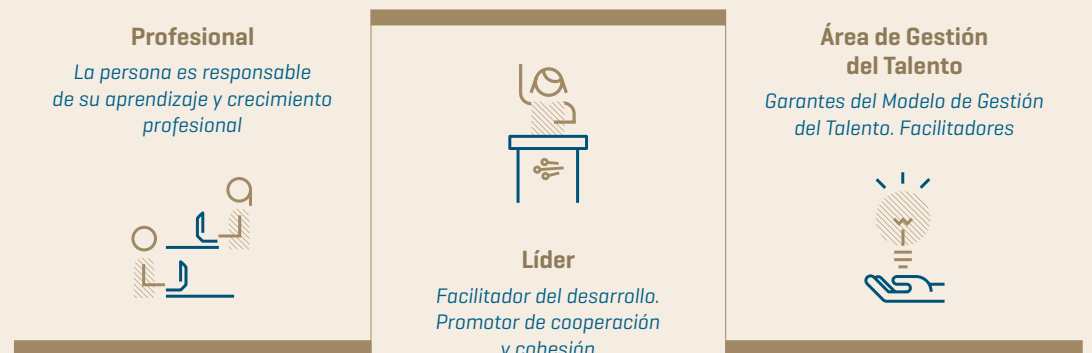 Profesional
La persona es responsable
de su aprendizaje y crecimiento
profesional
Líder
Facilitador del desarrollo.
Promotor de cooperación
y cohesión
Área de Gestión
del Talento
Garantes del Modelo de Gestión
del Talento. Facilitadores